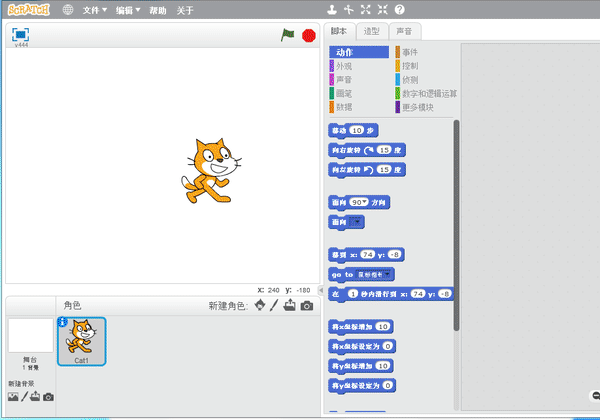 SCRATCH 文件 编辑 帮助 关于
v444
x: 240 y: -180
角色 新建角色:
舞台
1 背景
新建背景
Cat1
脚本 造型 声音
动作 事件
外观 控制
声音 侦测
画笔 数字和逻辑运算
数据 更多模块
移动 10 步
向右旋转 15 度
向左旋转 15 度
面向 90 方向
面向
移到 x: 74 y: -8
go to 鼠标指针
在 1 秒内滑行到 x: 74 y: -8
将x坐标增加 10
将x坐标设定为 0
将y坐标增加 10
将y坐标设定为 0